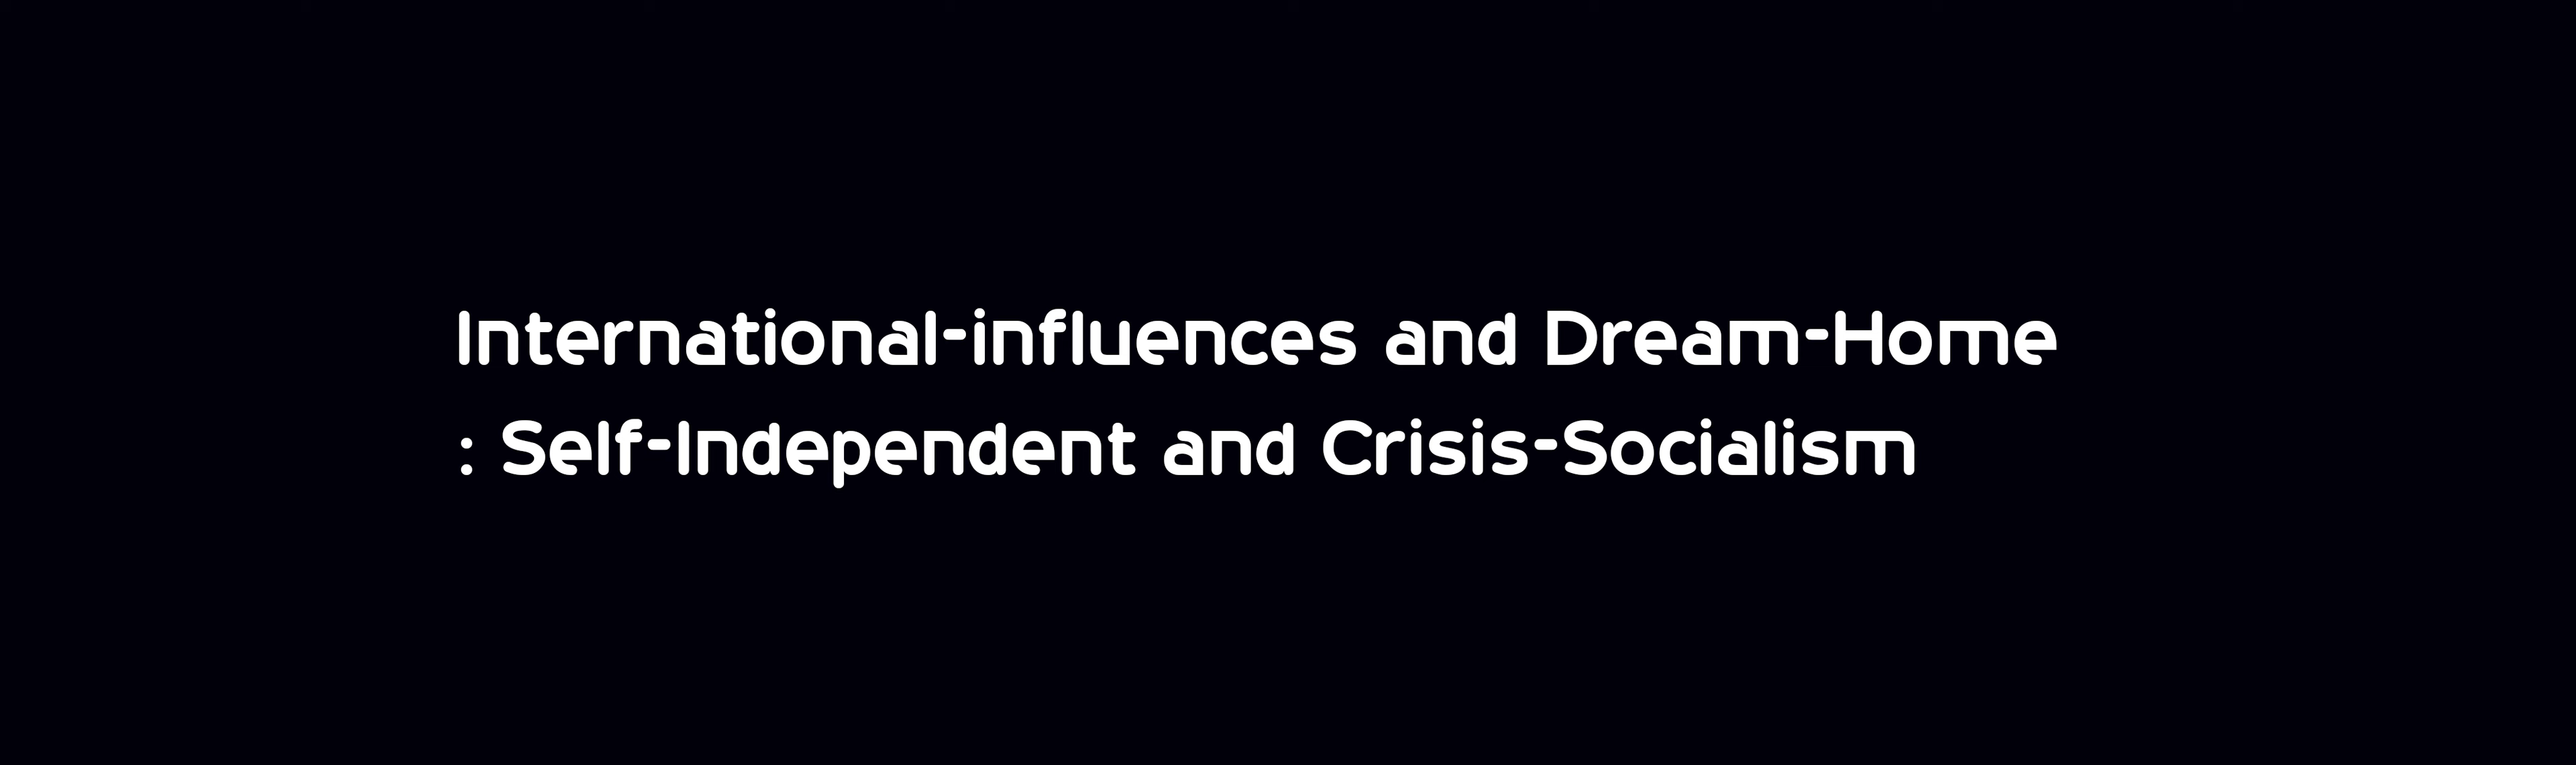 International-influences and Dream-Home
: Self-Independent and Crisis-Socialism